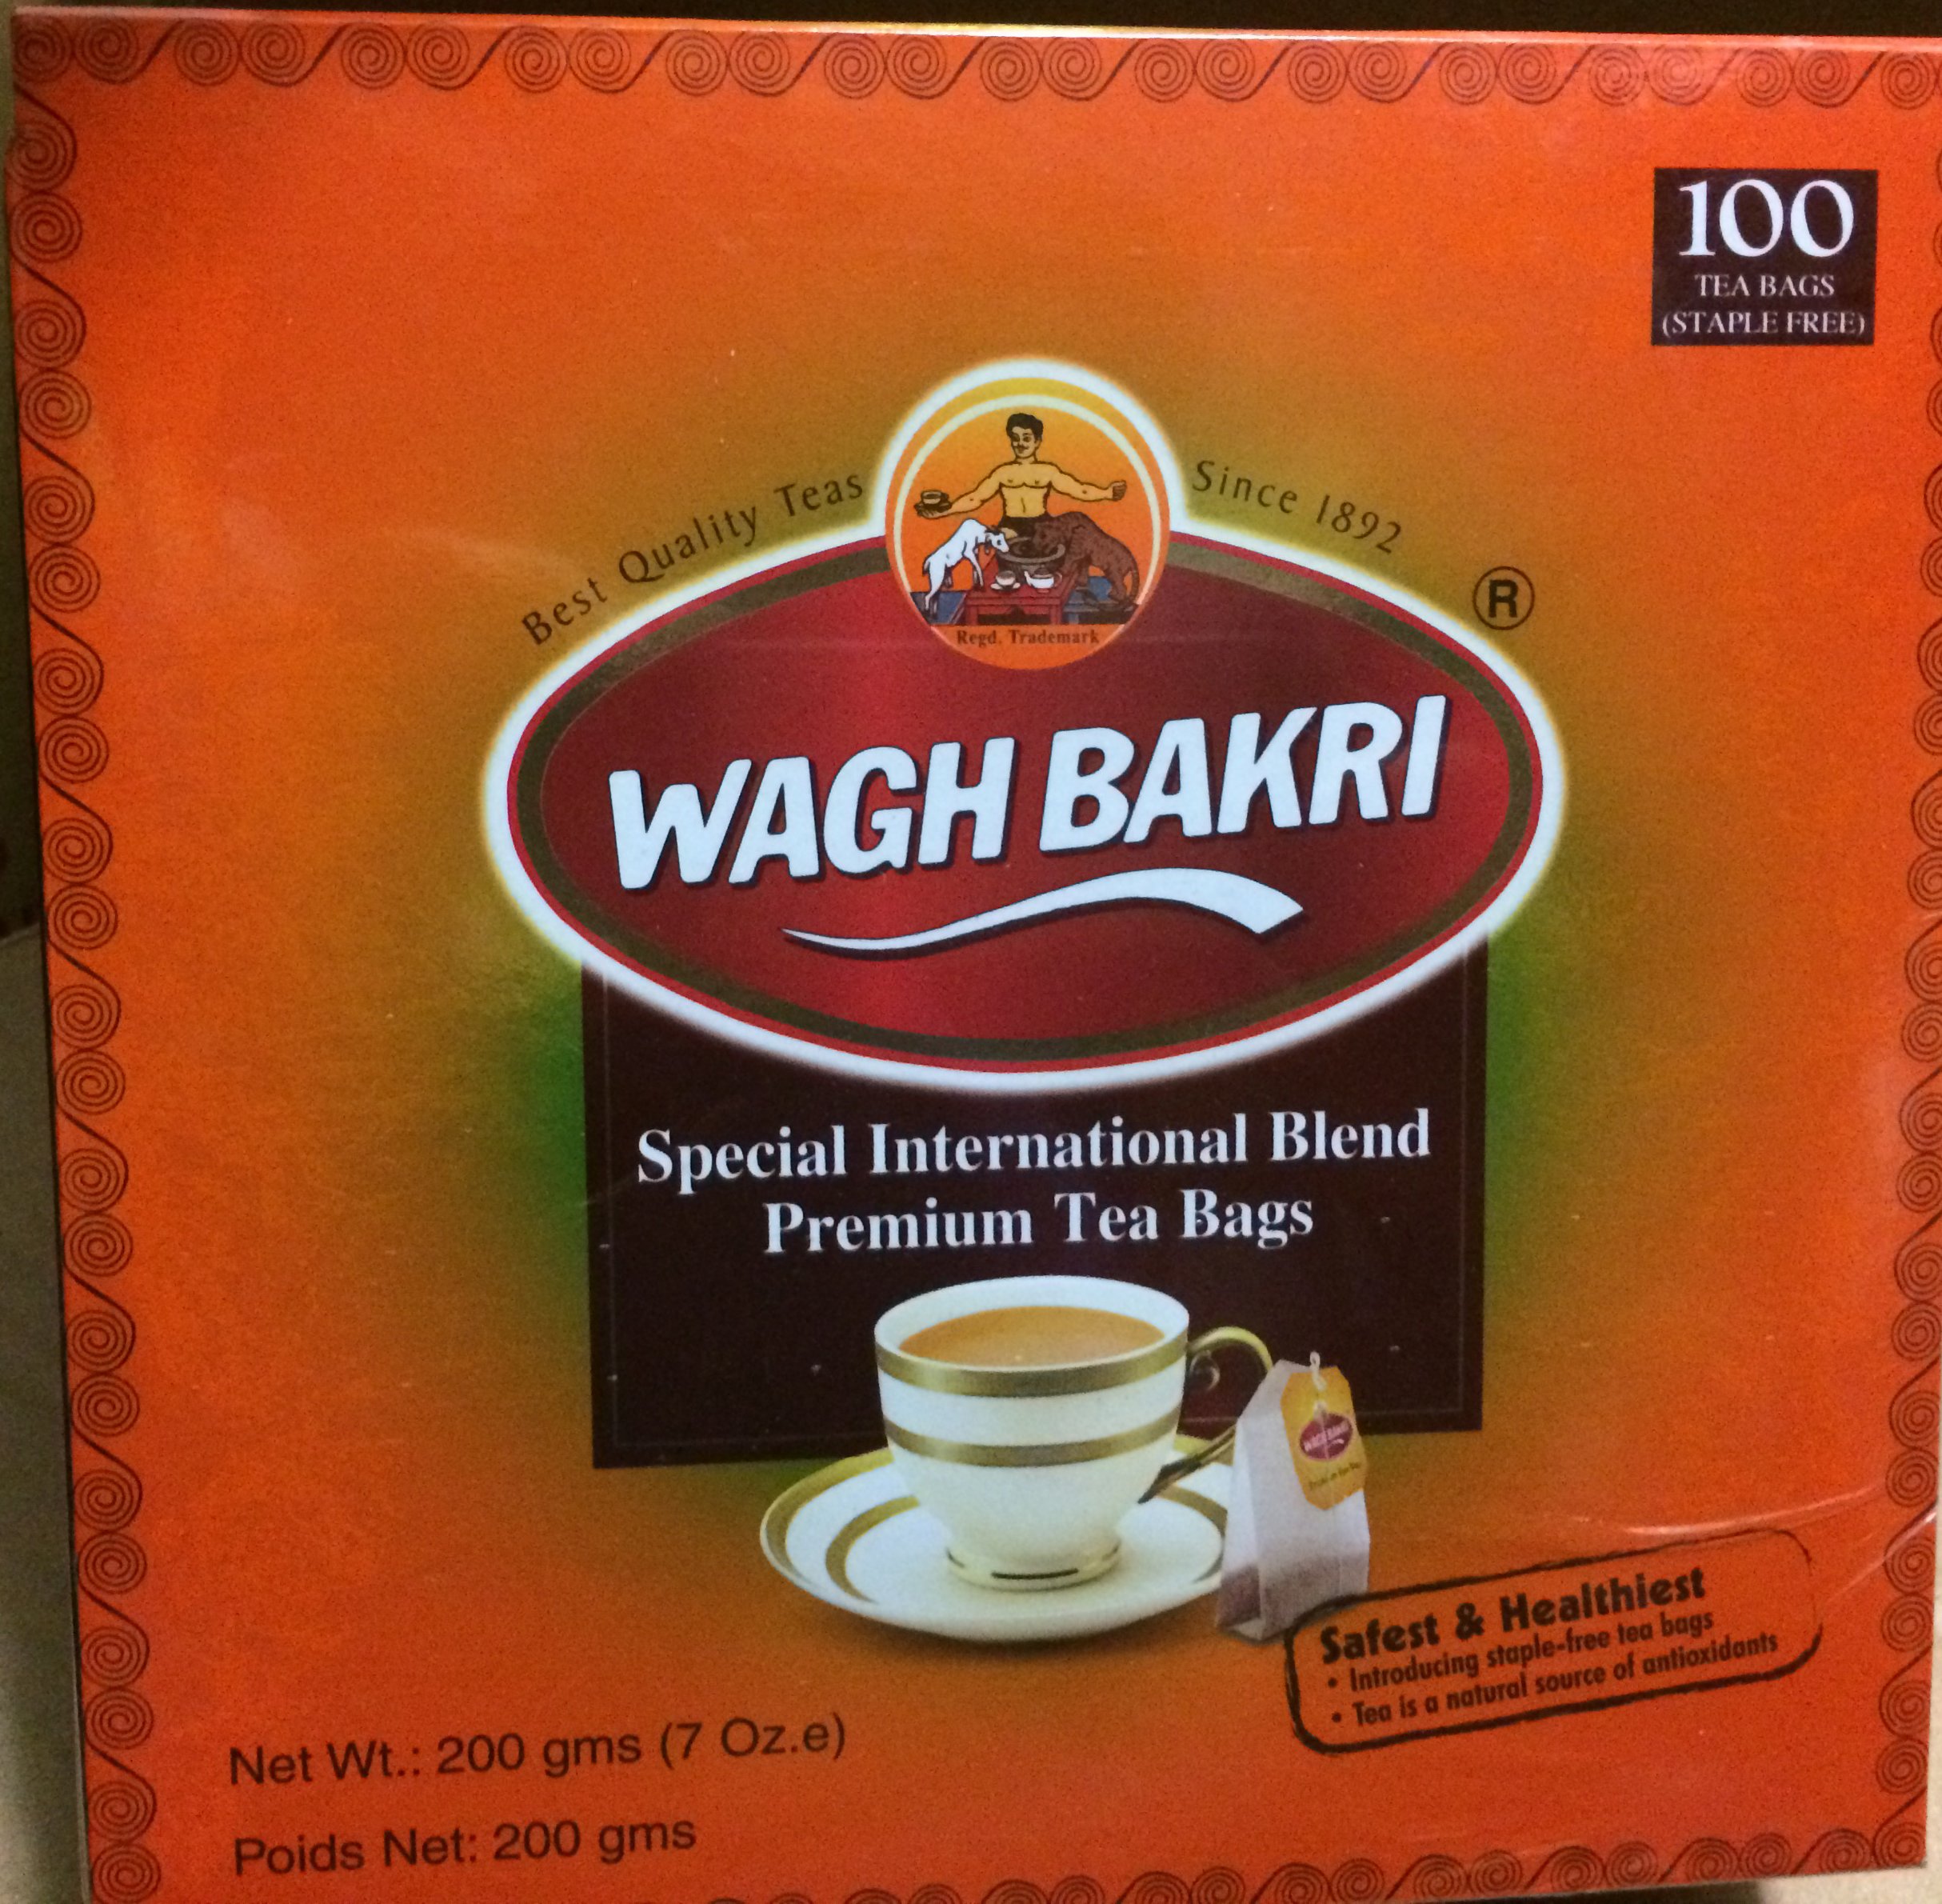 100
TEA BAGS
(STAPLE FREE)
Best Quality Teas
Since 1892
®
Regd. Trademark
WAGH BAKRI
Special International Blend
Premium Tea Bags
WAGH BAKRI
Safest & Healthiest
• Introducing staple-free tea bags
• Tea is a natural source of antioxidants
Net Wt.: 200 gms (7 Oz.e)
Poids Net: 200 gms